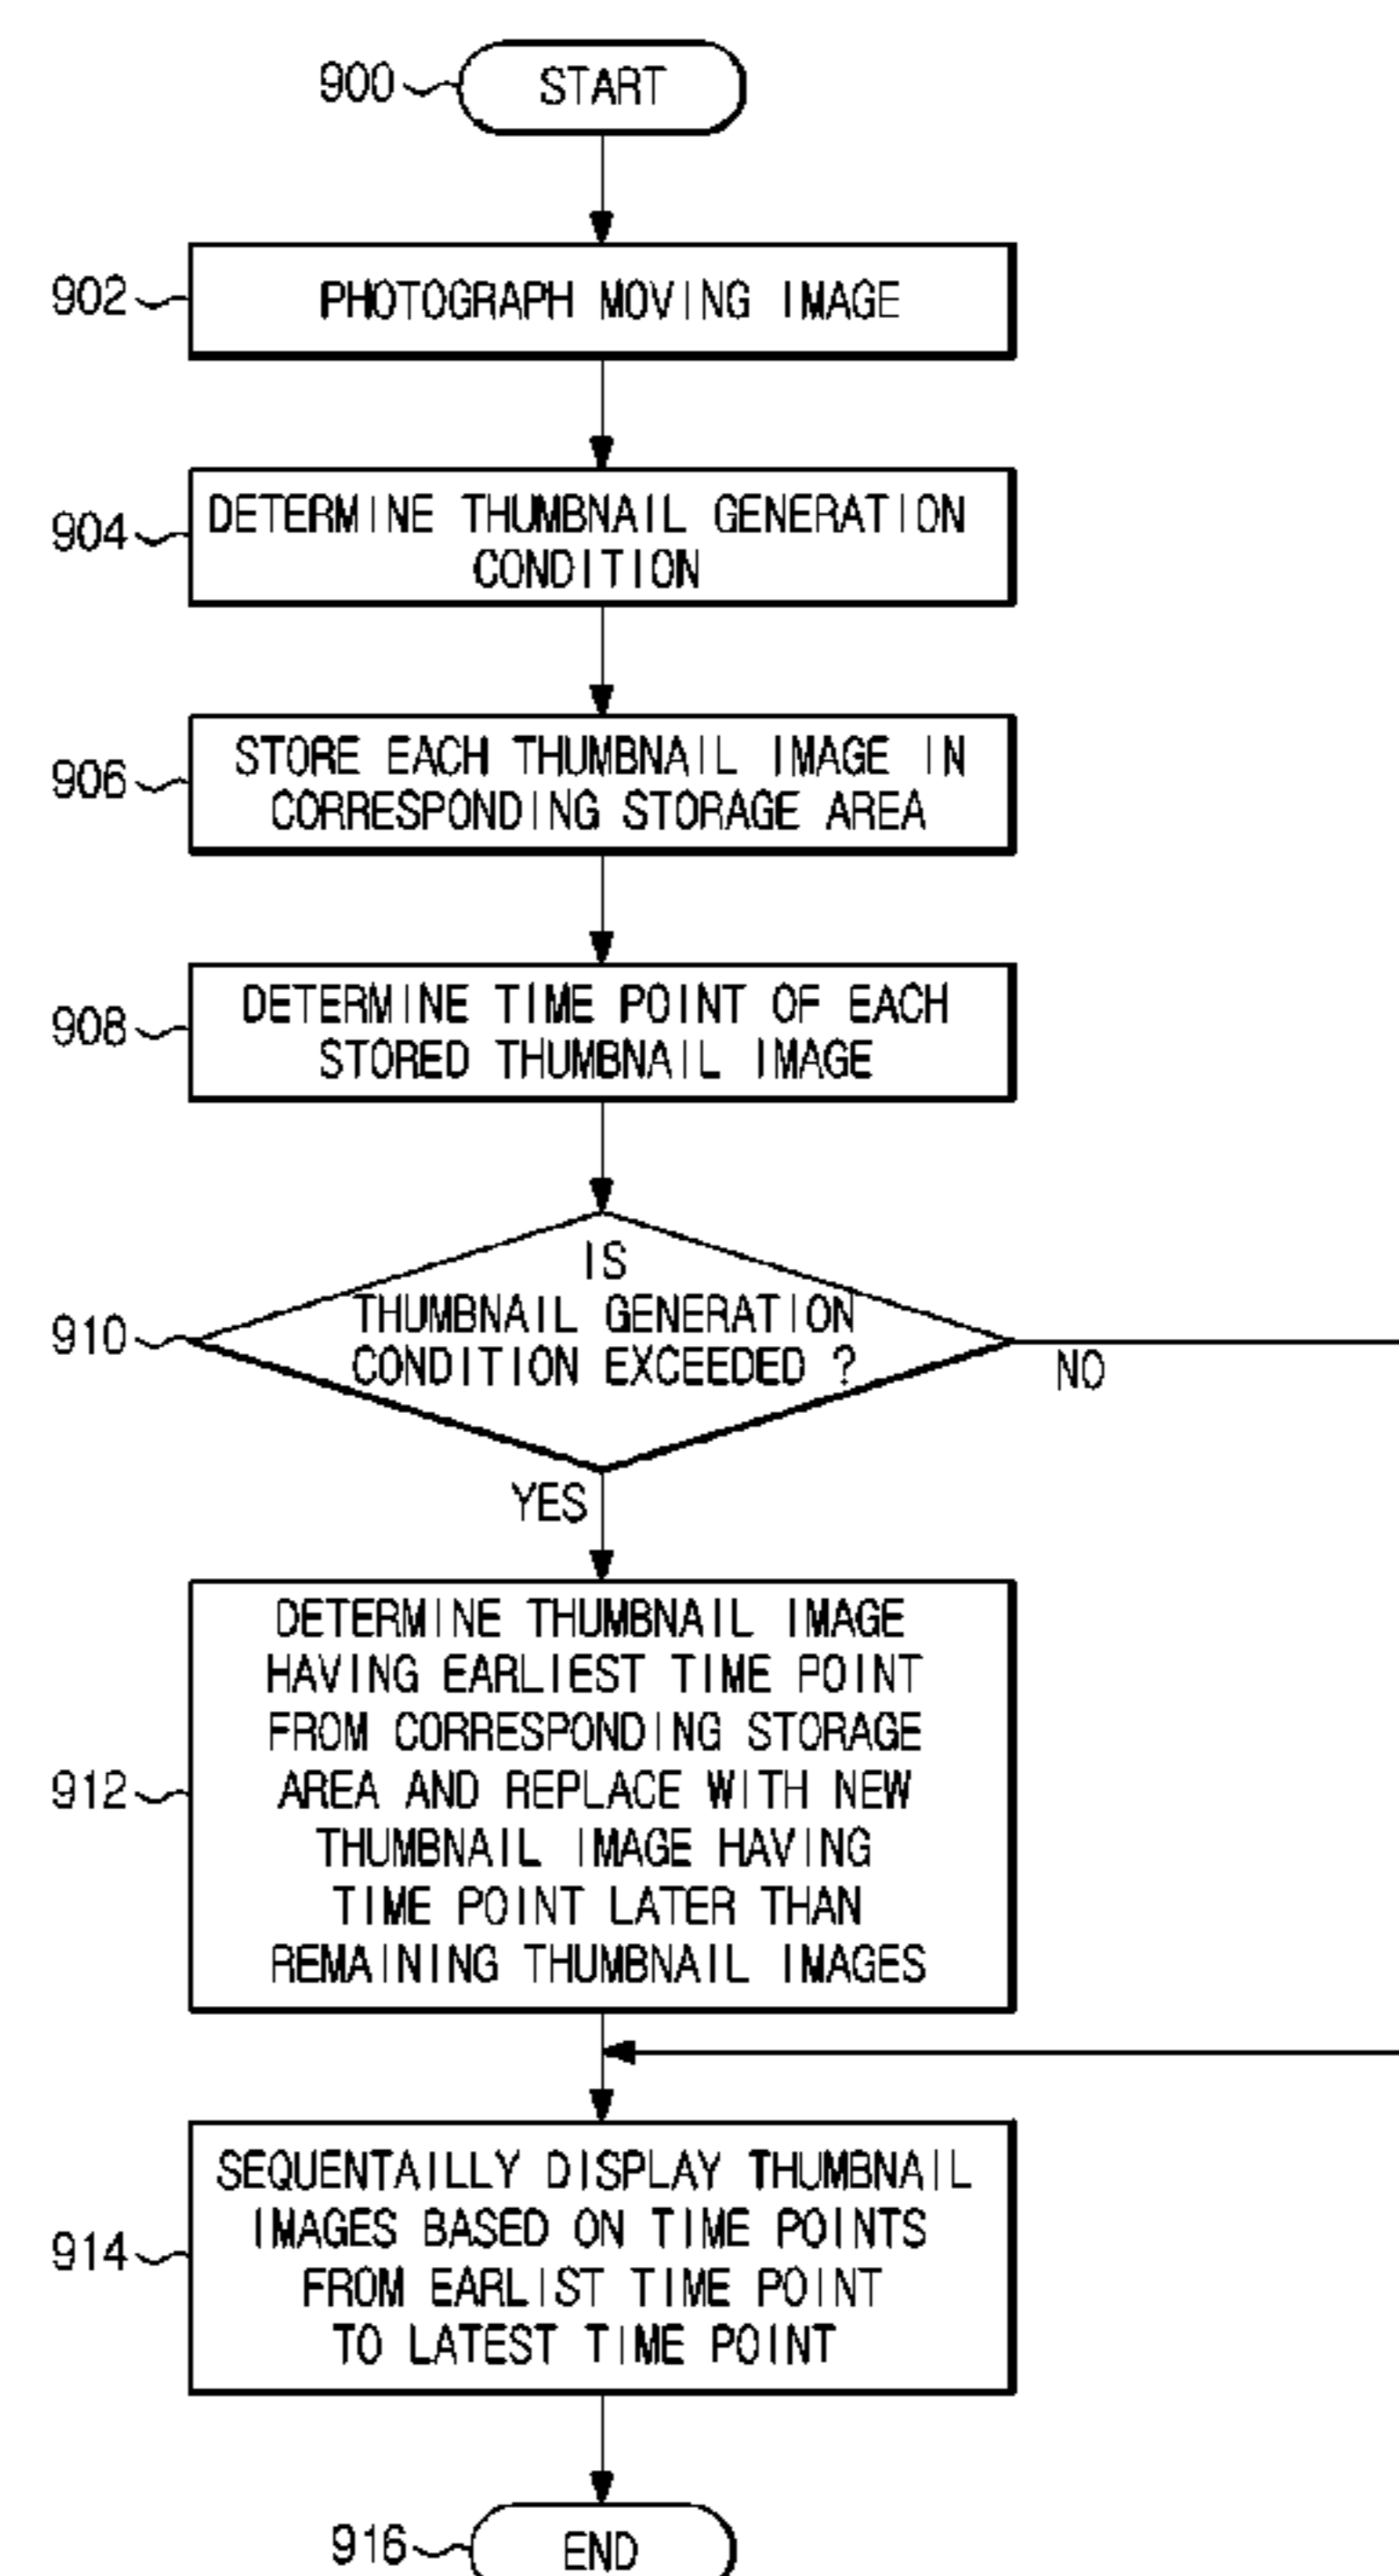 900
START
902
PHOTOGRAPH MOVING IMAGE
904
DETERMINE THUMBNAIL GENERATION
CONDITION
906
STORE EACH THUMBNAIL IMAGE IN
CORRESPONDING STORAGE AREA
908
DETERMINE TIME POINT OF EACH
STORED THUMBNAIL IMAGE
IS
THUMBNAIL GENERATION
910
CONDITION EXCEEDED ?
NO
YES
DETERMINE THUMBNAIL IMAGE
HAVING EARLIEST TIME POINT
FROM CORRESPONDING STORAGE
912
AREA AND REPLACE WITH NEW
THUMBNAIL IMAGE HAVING
TIME POINT LATER THAN
REMAINING THUMBNAIL IMAGES
SEQUENTAILLY DISPLAY THUMBNAIL
IMAGES BASED ON TIME POINTS
914
FROM EARLIST TIME POINT
TO LATEST TIME POINT
916
END